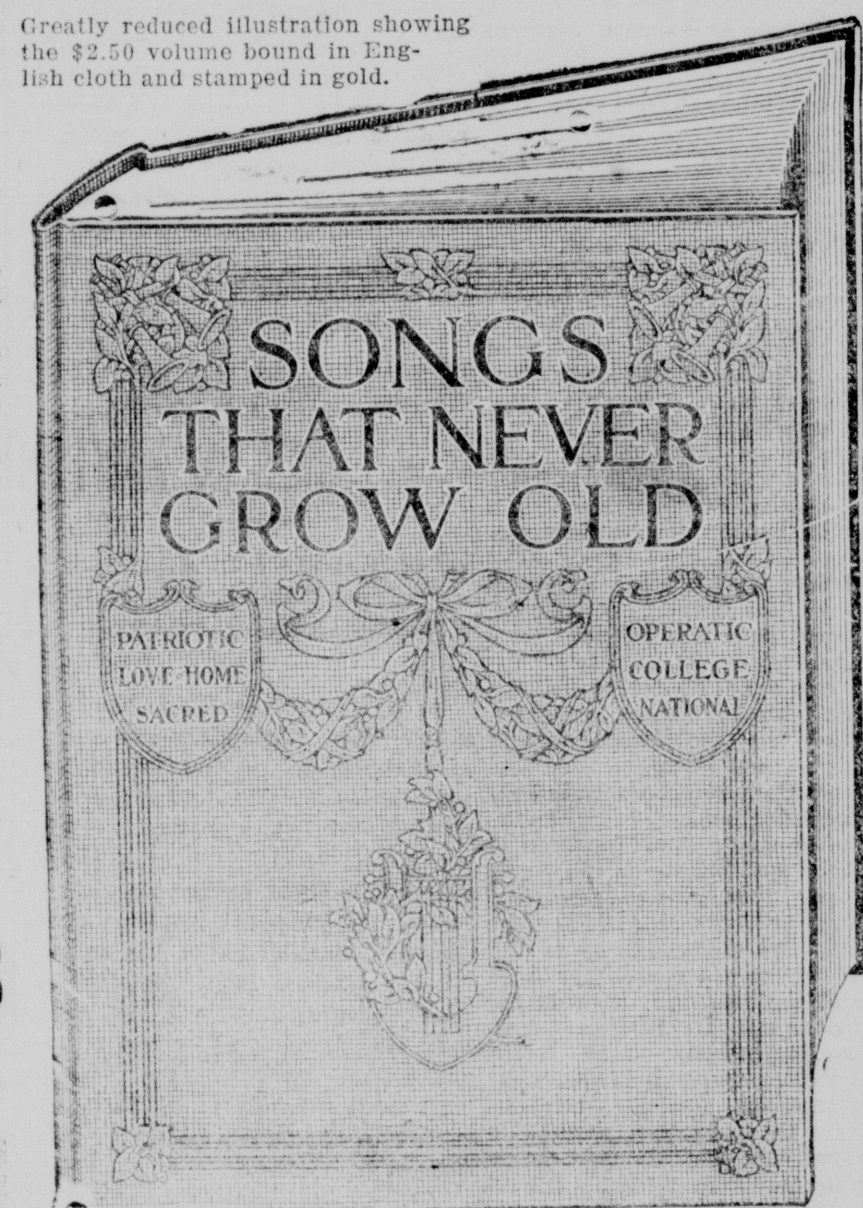 Greatly reduced illustration showing
the $2.50 volume bound in Eng-
lish cloth and stamped in gold.
SONGS
THAT NEVER
GROW OLD
PATRIOTIC
LOVE-HOME
SACRED
OPERATIC
COLLEGE
NATIONAL